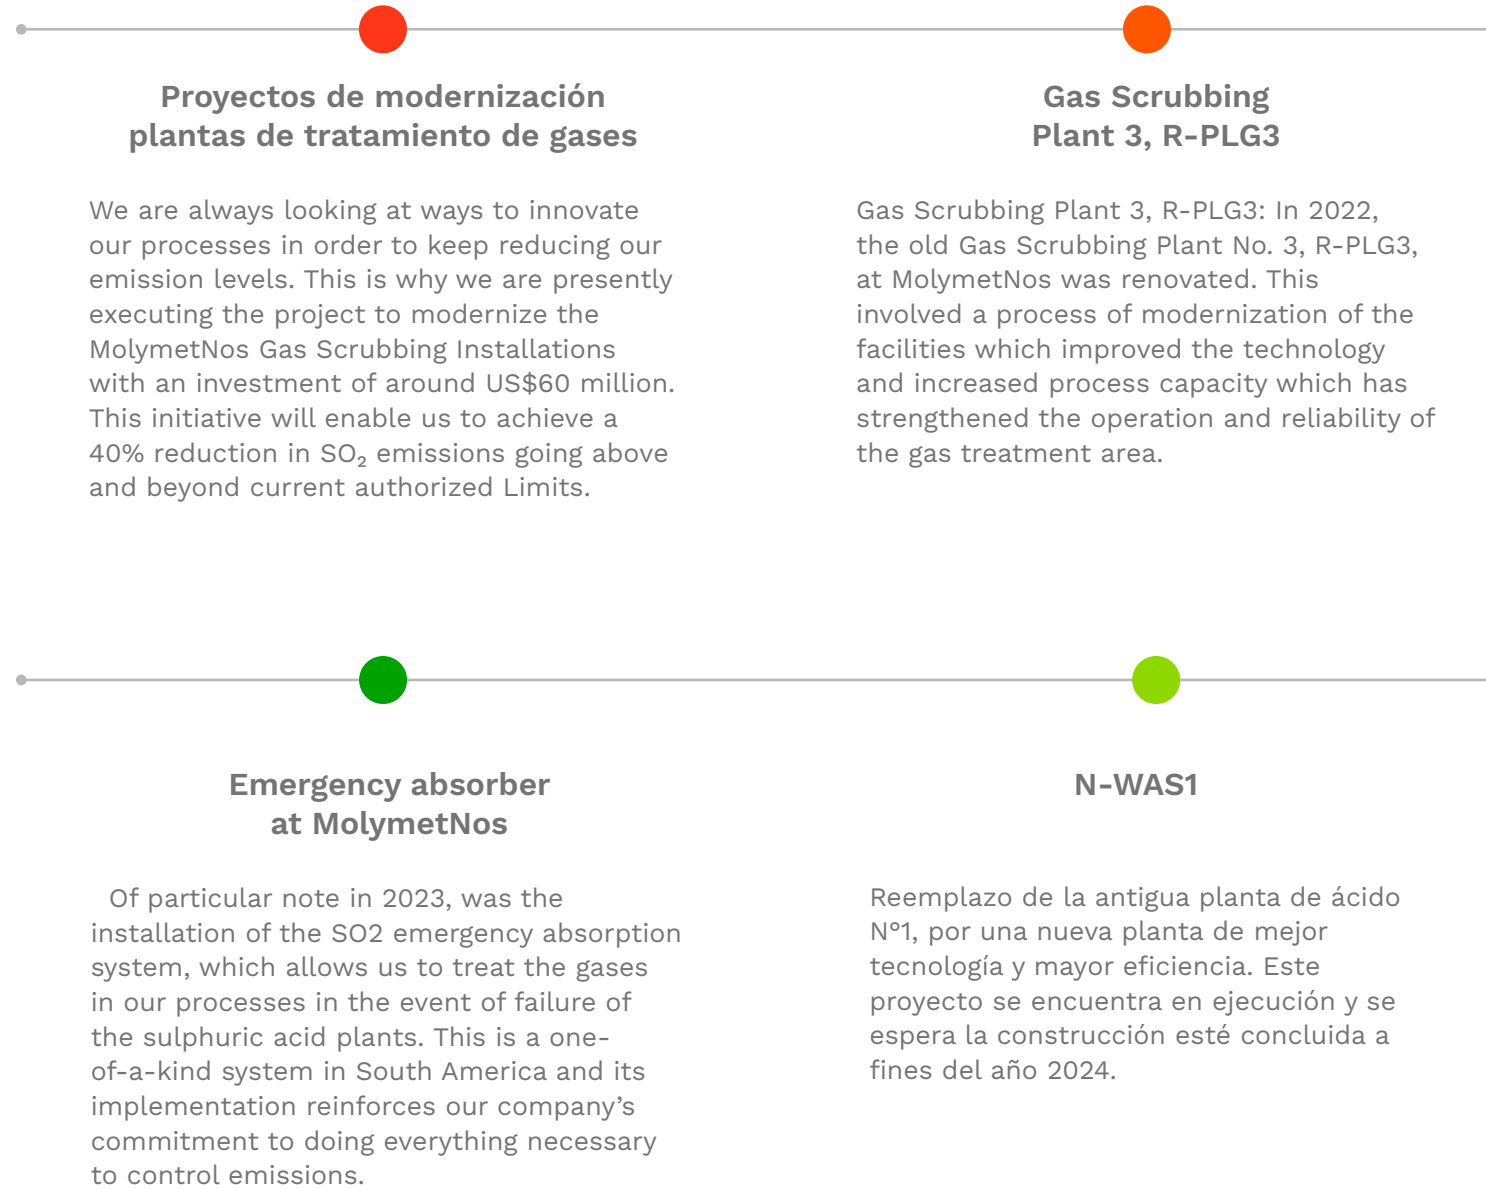 Proyectos de modernización
plantas de tratamiento de gases
We are always looking at ways to innovate
our processes in order to keep reducing our
emission levels. This is why we are presently
executing the project to modernize the
MolymetNos Gas Scrubbing Installations
with an investment of around US$60 million.
This initiative will enable us to achieve a
40% reduction in SO₂ emissions going above
and beyond current authorized Limits.
Gas Scrubbing
Plant 3, R-PLG3
Gas Scrubbing Plant 3, R-PLG3: In 2022,
the old Gas Scrubbing Plant No. 3, R-PLG3,
at MolymetNos was renovated. This
involved a process of modernization of the
facilities which improved the technology
and increased process capacity which has
strengthened the operation and reliability of
the gas treatment area.
Emergency absorber
at MolymetNos
Of particular note in 2023, was the
installation of the SO2 emergency absorption
system, which allows us to treat the gases
in our processes in the event of failure of
the sulphuric acid plants. This is a one-
of-a-kind system in South America and its
implementation reinforces our company’s
commitment to doing everything necessary
to control emissions.
N-WAS1
Reemplazo de la antigua planta de ácido
N°1, por una nueva planta de mejor
tecnología y mayor eficiencia. Este
proyecto se encuentra en ejecución y se
espera la construcción esté concluida a
fines del año 2024.